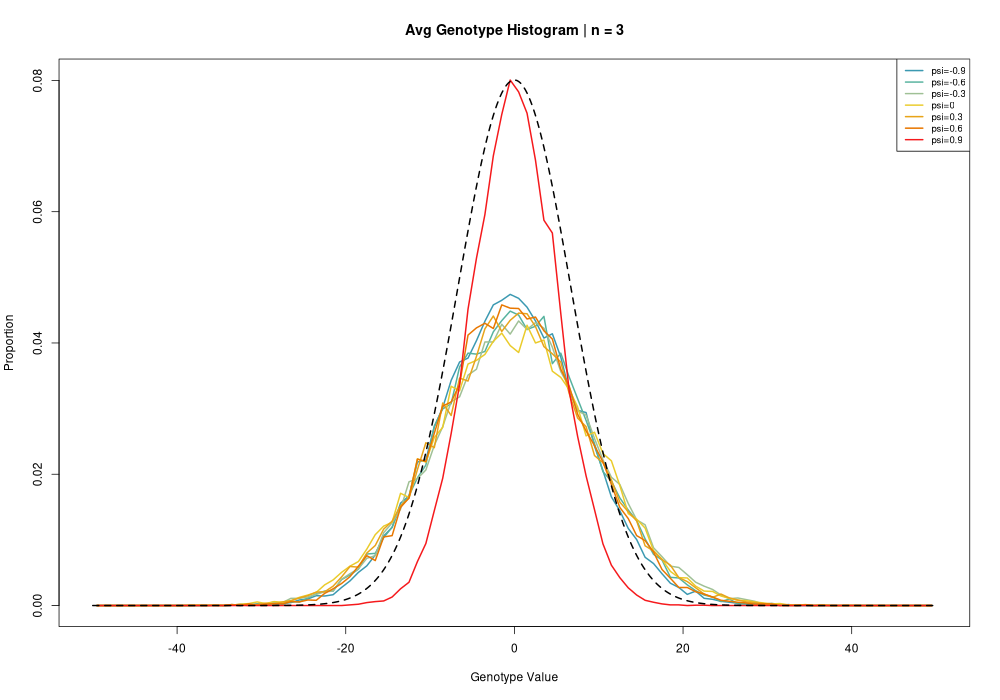 Avg Genotype Histogram | n = 3
psi=-0.9
psi=-0.6
psi=-0.3
psi=0
psi=0.3
psi=0.6
psi=0.9
Proportion
0.08
0.06
0.04
0.02
0.00
-40 -20 0 20 40
Genotype Value